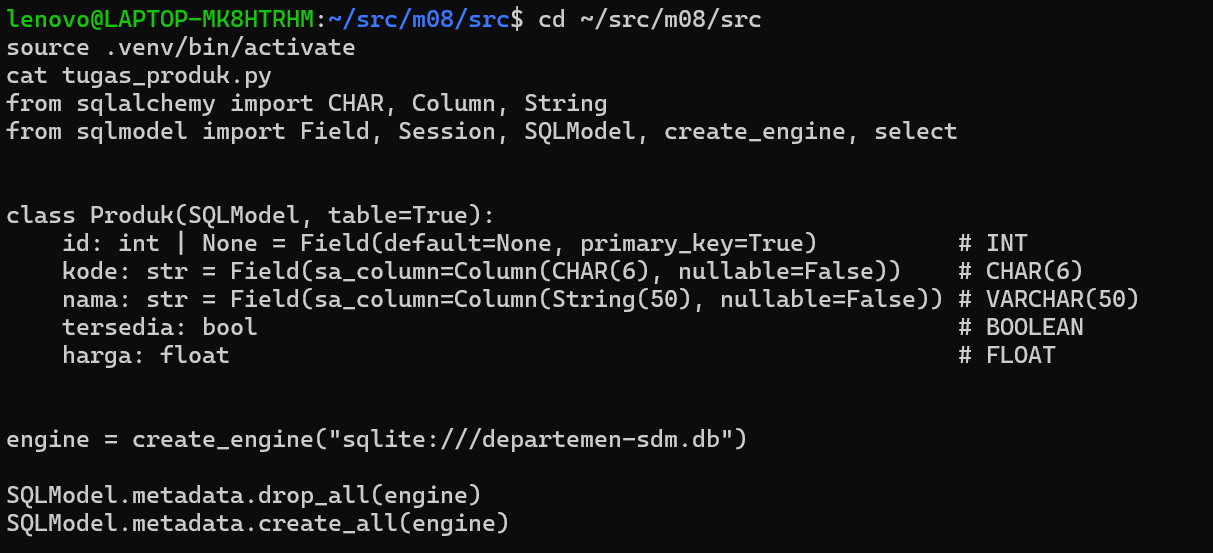 lenovo@LAPTOP-MK8HTRHM:~/src/m08/src$ cd ~/src/m08/src
source .venv/bin/activate
cat tugas_produk.py
from sqlalchemy import CHAR, Column, String
from sqlmodel import Field, Session, SQLModel, create_engine, select
class Produk(SQLModel, table=True):
    id: int | None = Field(default=None, primary_key=True)          # INT
    kode: str = Field(sa_column=Column(CHAR(6), nullable=False))    # CHAR(6)
    nama: str = Field(sa_column=Column(String(50), nullable=False)) # VARCHAR(50)
    tersedia: bool                                                  # BOOLEAN
    harga: float                                                    # FLOAT
engine = create_engine("sqlite:///departemen-sdm.db")
SQLModel.metadata.drop_all(engine)
SQLModel.metadata.create_all(engine)